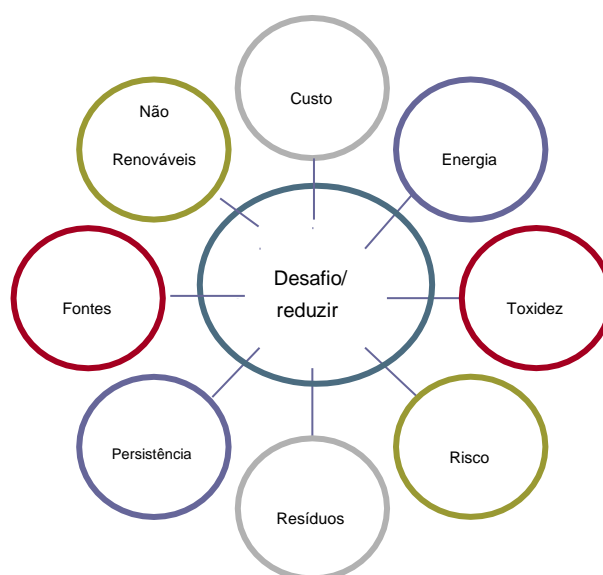 Custo
Não
Renováveis
Energia
Desafio/
reduzir
Fontes
Toxidez
Persistência
Risco
Resíduos